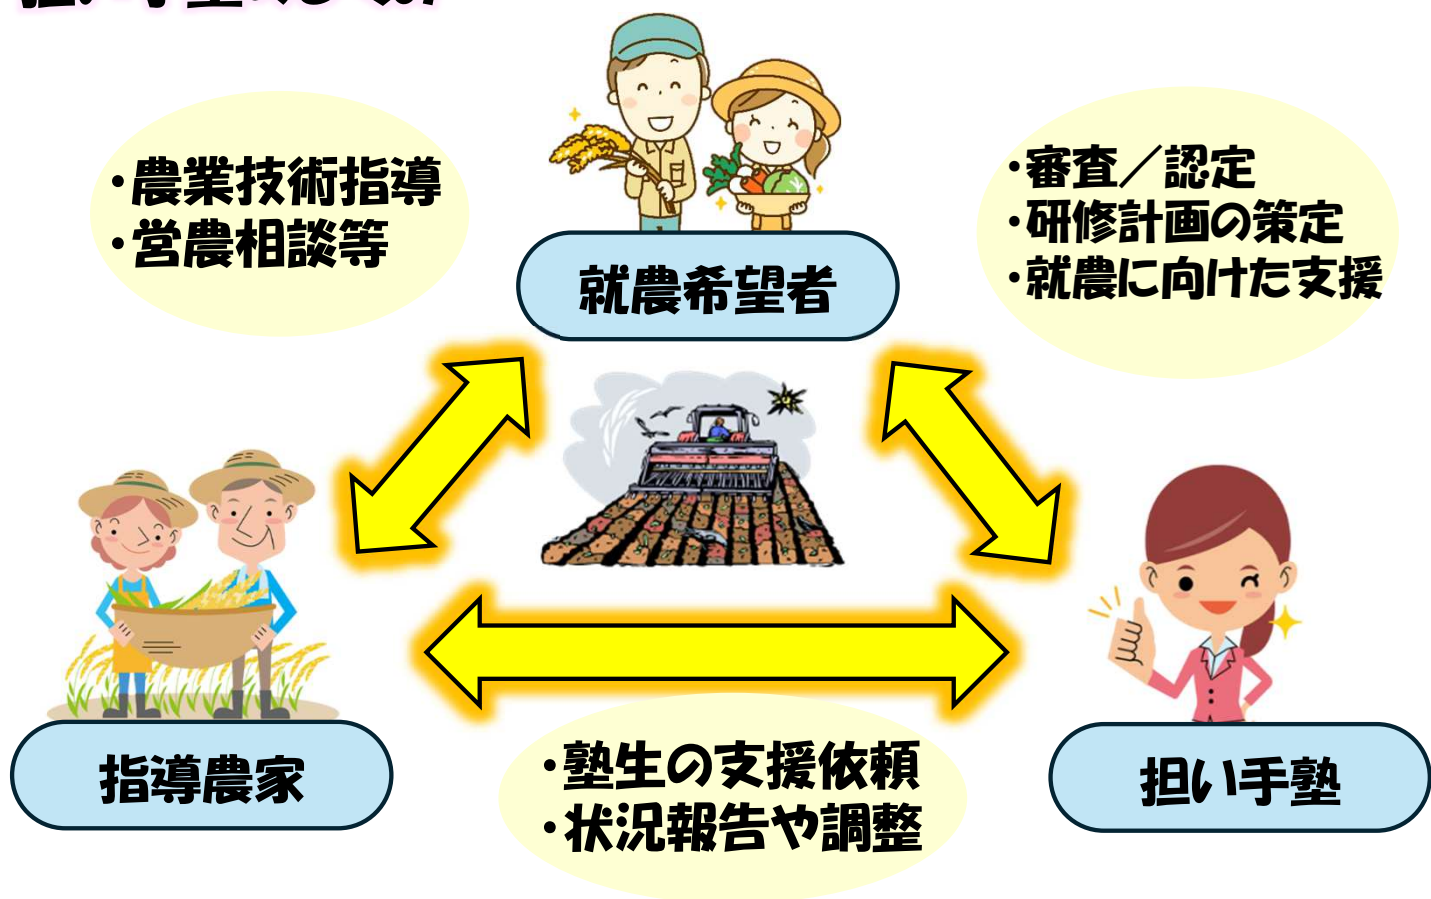 ・農業技術指導
・営農相談等
・審査／認定
・研修計画の策定
・就農に向けた支援
就農希望者
指導農家
・塾生の支援依頼
・状況報告や調整
担い手塾